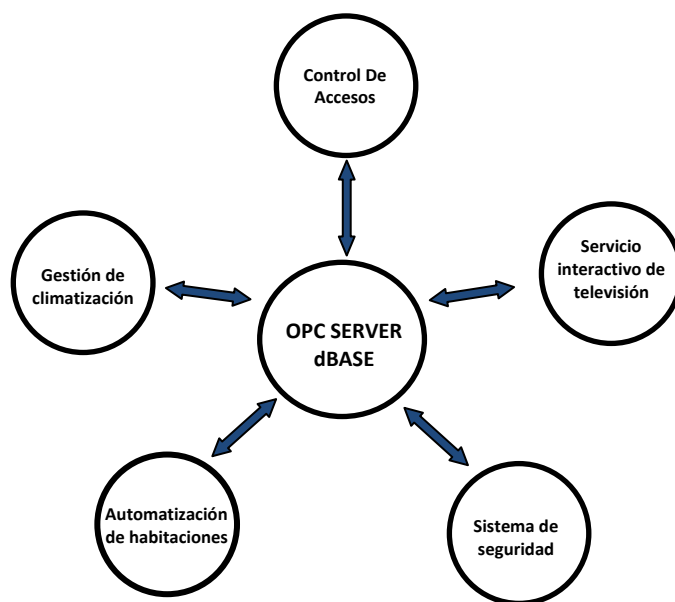 Control De
Accesos
Servicio
interactivo de
televisión
Gestión de
climatización
OPC SERVER
dBASE
Automatización
de habitaciones
Sistema de
seguridad